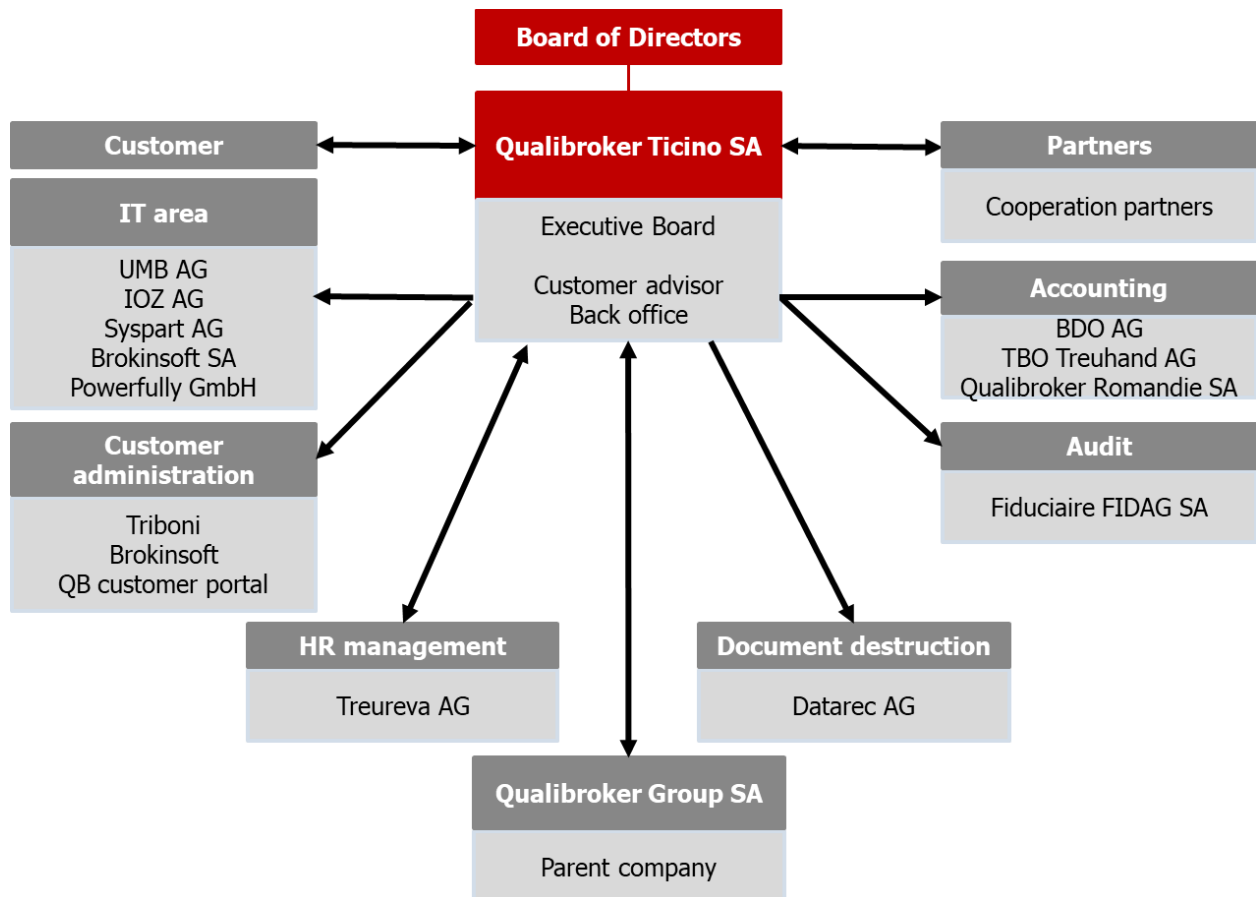 Board of Directors
Customer
Qualibroker Ticino SA
Partners
Cooperation partners
IT area
UMB AG
IOZ AG
Syspart AG
Brokinsoft SA
Powerfully GmbH
Executive Board
Customer advisor
Back office
Accounting
BDO AG
TBO Treuhand AG
Qualibroker Romandie SA
Customer
administration
Triboni
Brokinsoft
QB customer portal
Audit
Fiduciaire FIDAG SA
HR management
Treureva AG
Document destruction
Datarec AG
Qualibroker Group SA
Parent company